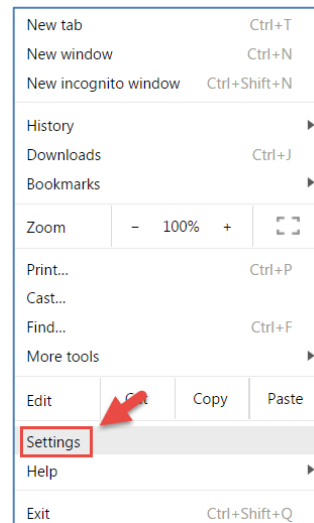 New tab Ctrl+T
New window Ctrl+N
New incognito window Ctrl+Shift+N
History
Downloads Ctrl+J
Bookmarks
Zoom - 100% +
Print... Ctrl+P
Cast...
Find... Ctrl+F
More tools
Edit Copy Paste
Settings
Help
Exit Ctrl+Shift+Q